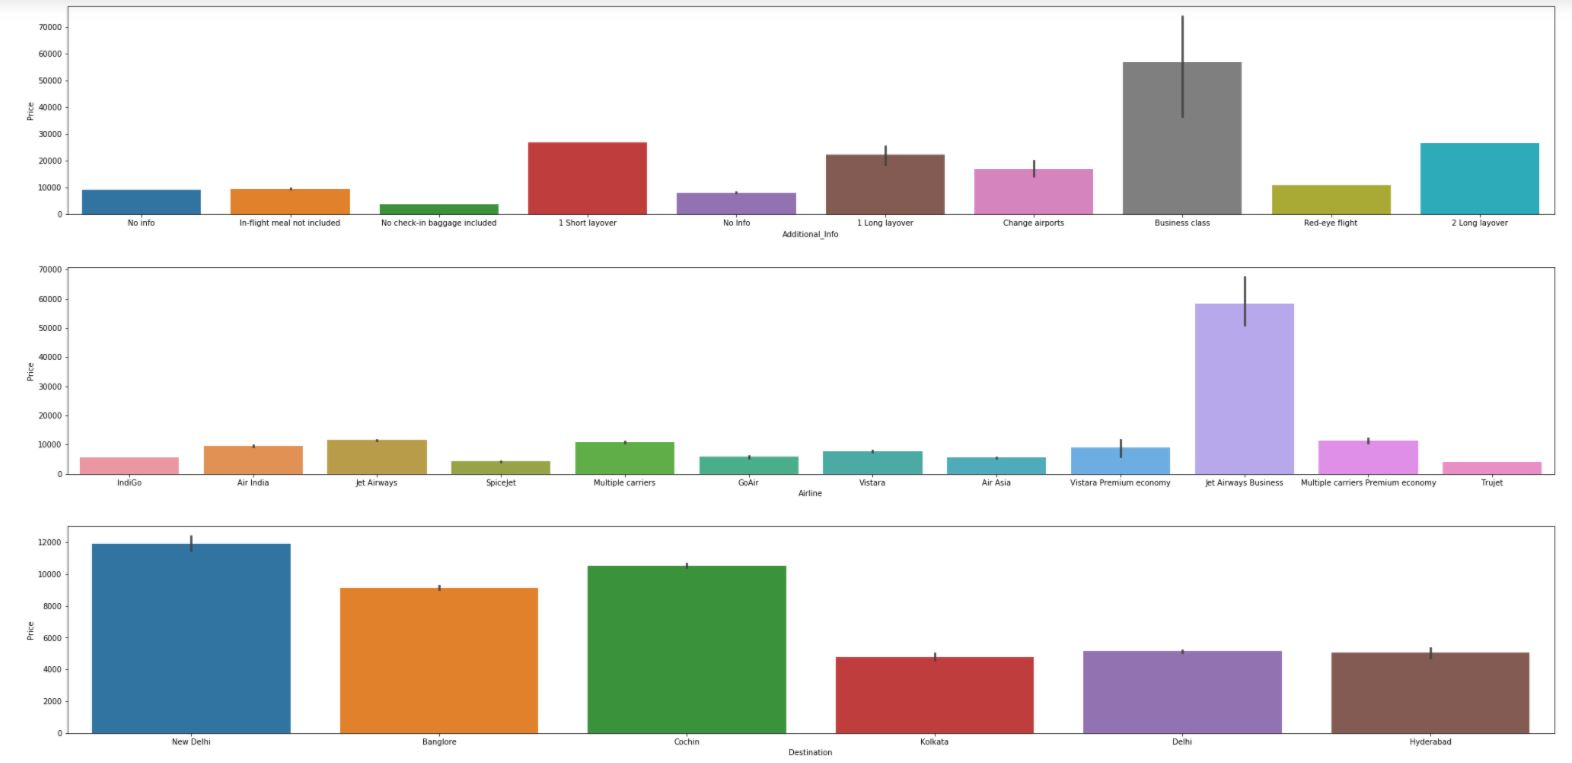 70000
60000
50000
40000
30000
20000
10000
0
Price
No info In-flight meal not included No check-in baggage included 1 Short layover No Info 1 Long layover Change airports Business class Red-eye flight 2 Long layover
Additional_Info
70000
60000
50000
40000
30000
20000
10000
0
Price
IndiGo Air India Jet Airways SpiceJet Multiple carriers GoAir Vistara Air Asia Vistara Premium economy Jet Airways Business Multiple carriers Premium economy Trujet
Airline
12000
10000
8000
6000
4000
2000
0
Price
New Delhi Banglore Cochin Kolkata Delhi Hyderabad
Destination